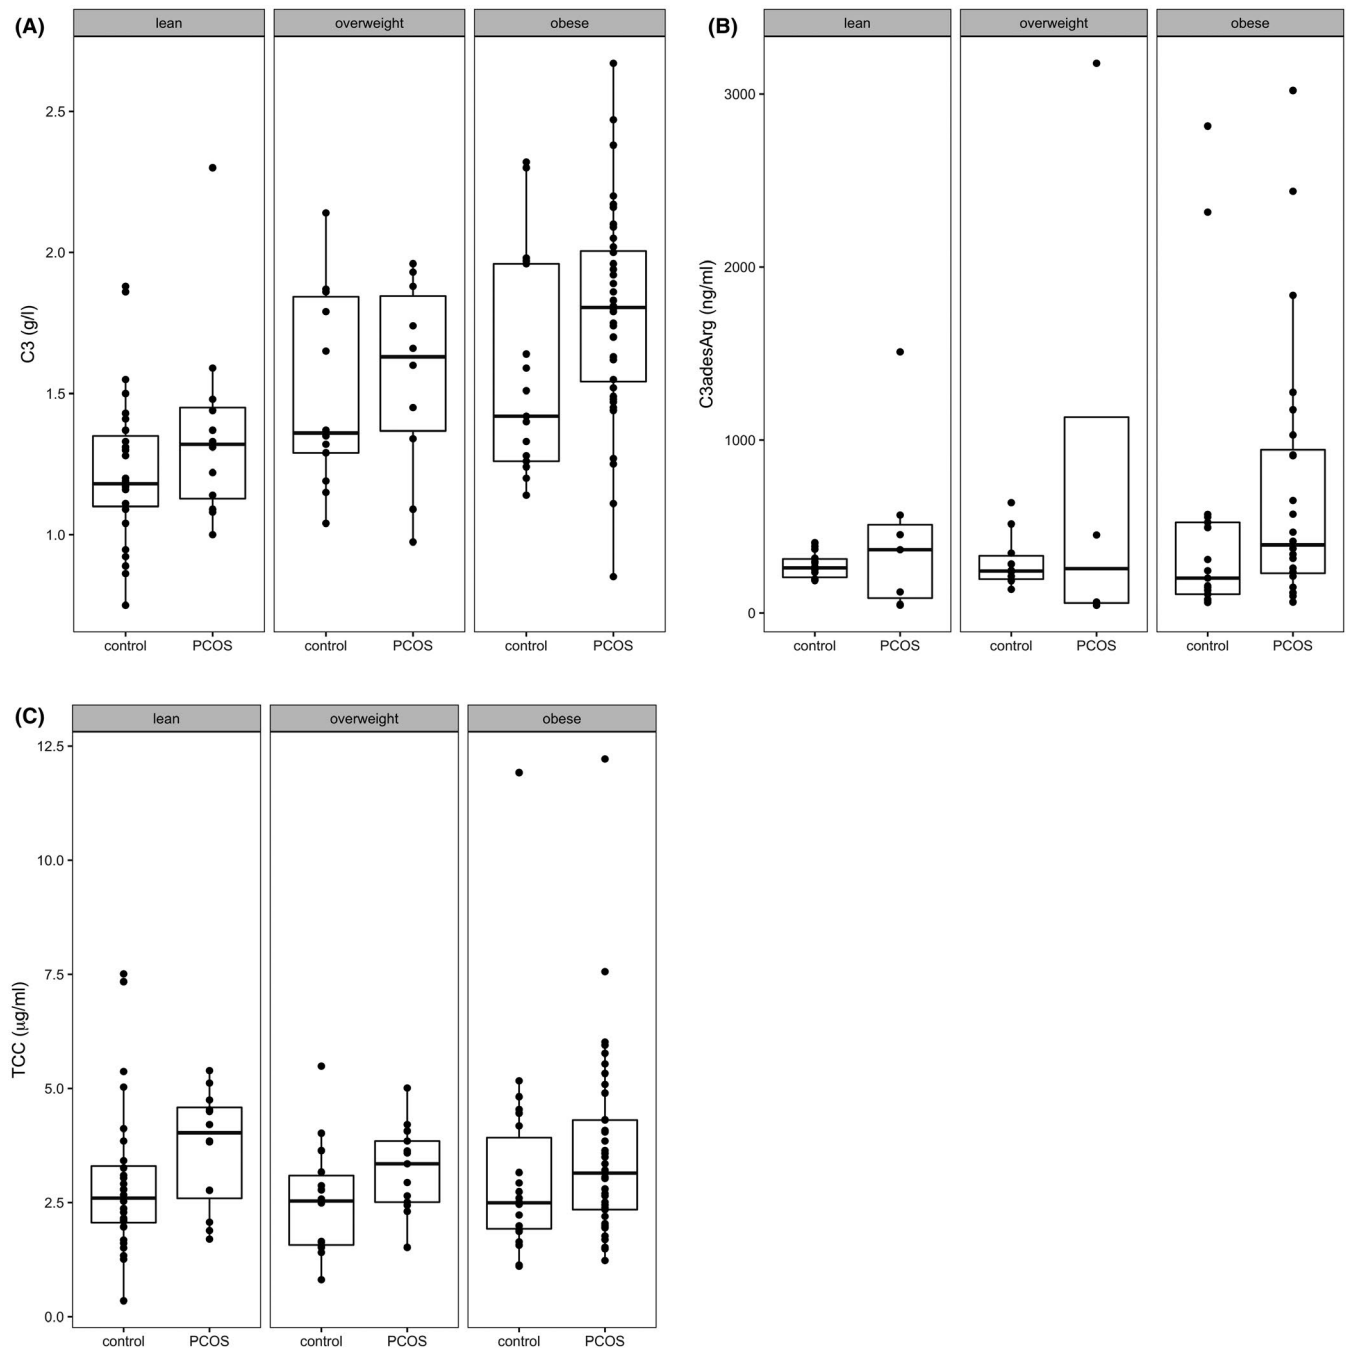 (A)
lean overweight obese
C3 (g/l)
2.5
2.0
1.5
1.0
control PCOS control PCOS control PCOS
(B)
lean overweight obese
C3adesArg (ng/ml)
3000
2000
1000
0
control PCOS control PCOS control PCOS
(C)
lean overweight obese
TCC (μg/ml)
12.5
10.0
7.5
5.0
2.5
0.0
control PCOS control PCOS control PCOS